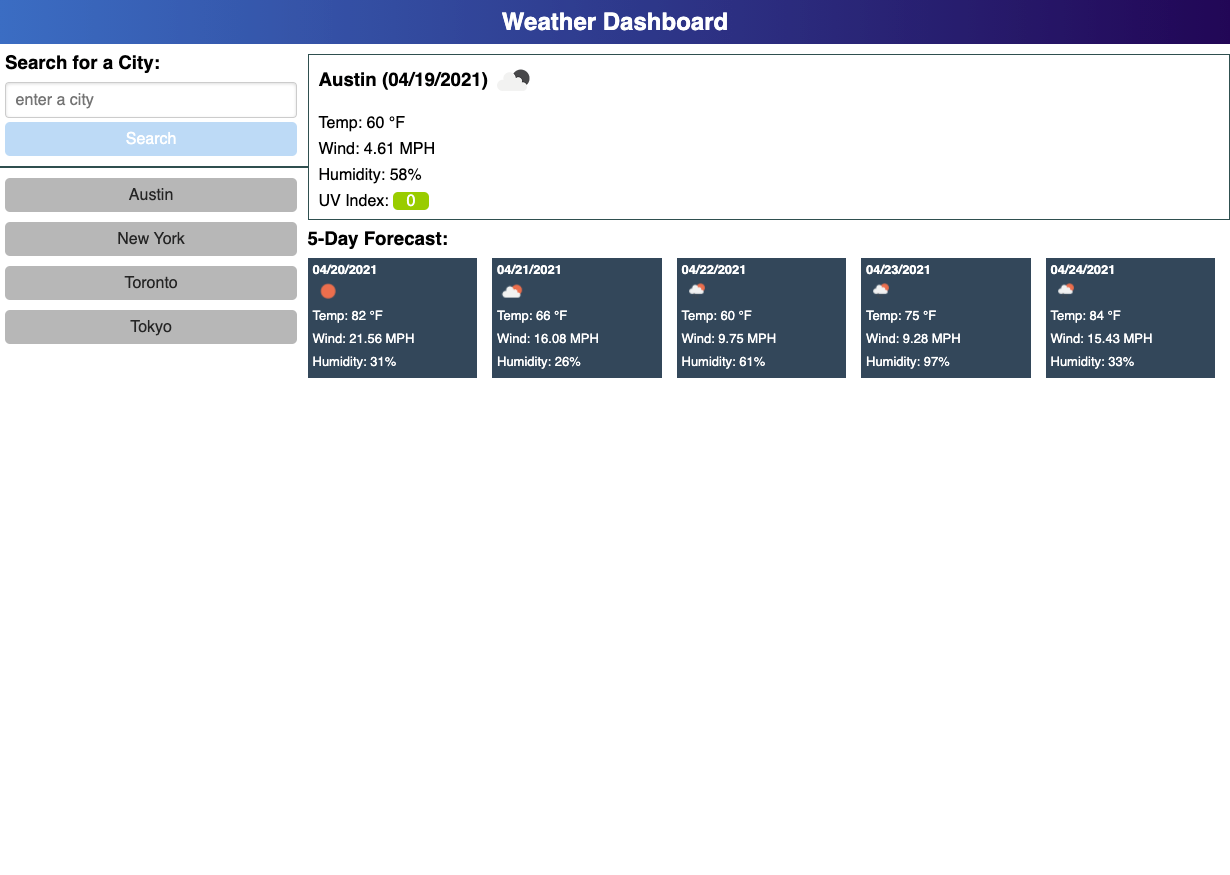 Weather Dashboard
Search for a City:
enter a city
Search
Austin
New York
Toronto
Tokyo
Austin (04/19/2021)
Temp: 60 °F
Wind: 4.61 MPH
Humidity: 58%
UV Index: 0
5-Day Forecast:
04/20/2021
Temp: 82 °F
Wind: 21.56 MPH
Humidity: 31%
04/21/2021
Temp: 66 °F
Wind: 16.08 MPH
Humidity: 26%
04/22/2021
Temp: 60 °F
Wind: 9.75 MPH
Humidity: 61%
04/23/2021
Temp: 75 °F
Wind: 9.28 MPH
Humidity: 97%
04/24/2021
Temp: 84 °F
Wind: 15.43 MPH
Humidity: 33%